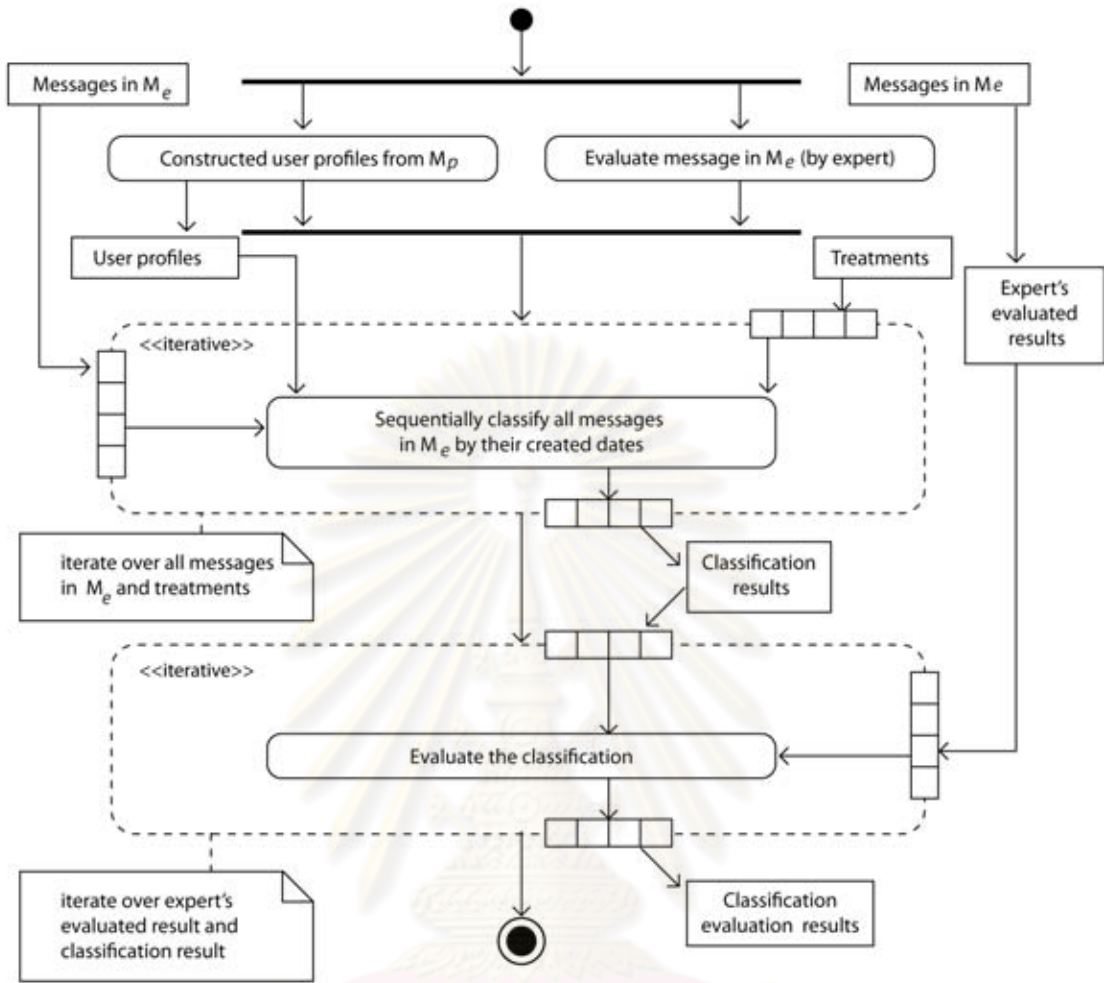 Messages in Me
Messages in Me
Constructed user profiles from Mp
Evaluate message in Me (by expert)
User profiles
Treatments
Expert's
evaluated
results
<<iterative>>
Sequentially classify all messages
in Me by their created dates
iterate over all messages
in Me and treatments
Classification
results
<<iterative>>
Evaluate the classification
iterate over expert's
evaluated result and
classification result
Classification
evaluation results